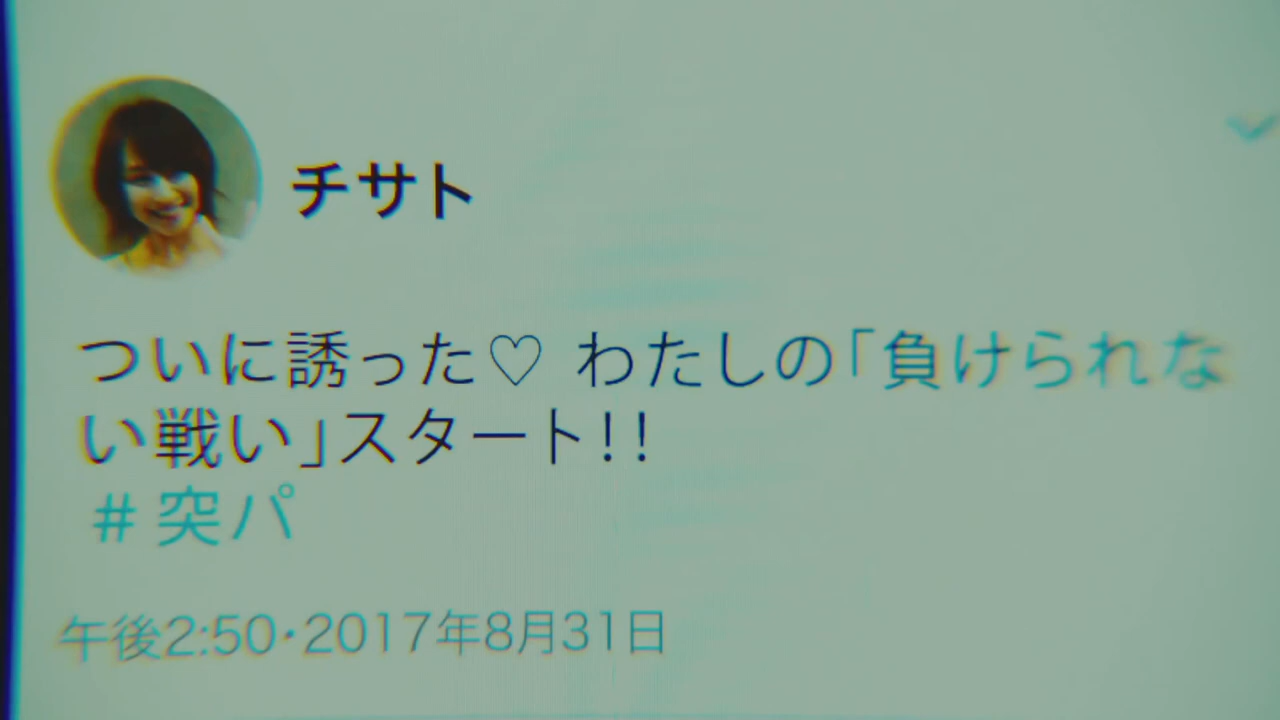 チサト
ついに誘った♡ わたしの「負けられな
い戦い」スタート!!
#突パ
午後2:50・2017年8月31日